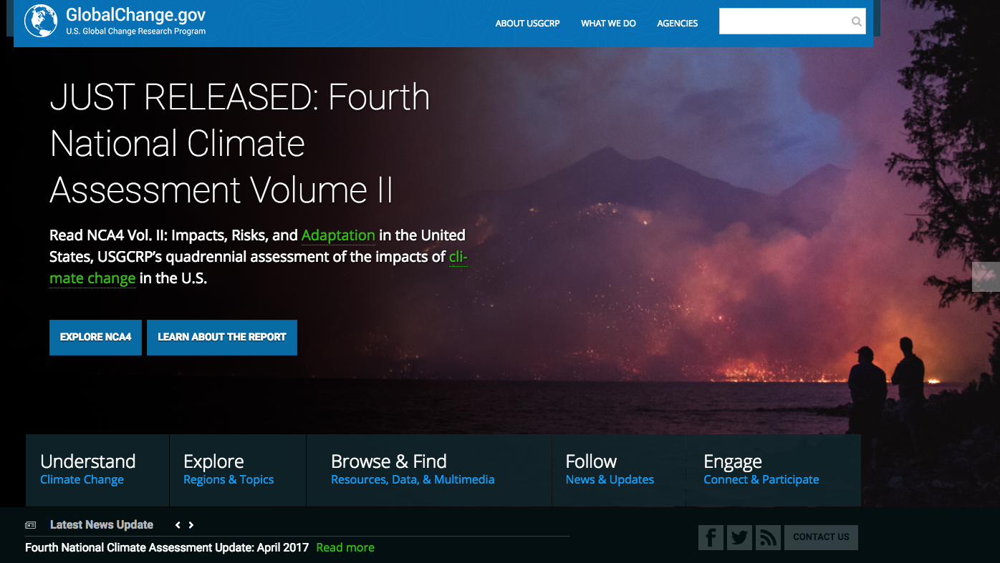 GlobalChange.gov
U.S. Global Change Research Program
ABOUT USGCRP
WHAT WE DO
AGENCIES
JUST RELEASED: Fourth
National Climate
Assessment Volume II
Read NCA4 Vol. II: Impacts, Risks, and Adaptation in the United
States, USGCRP’s quadrennial assessment of the impacts of cli-
mate change in the U.S.
EXPLORE NCA4
LEARN ABOUT THE REPORT
Understand
Climate Change
Explore
Regions & Topics
Browse & Find
Resources, Data, & Multimedia
Follow
News & Updates
Engage
Connect & Participate
Latest News Update
Fourth National Climate Assessment Update: April 2017 Read more
CONTACT US